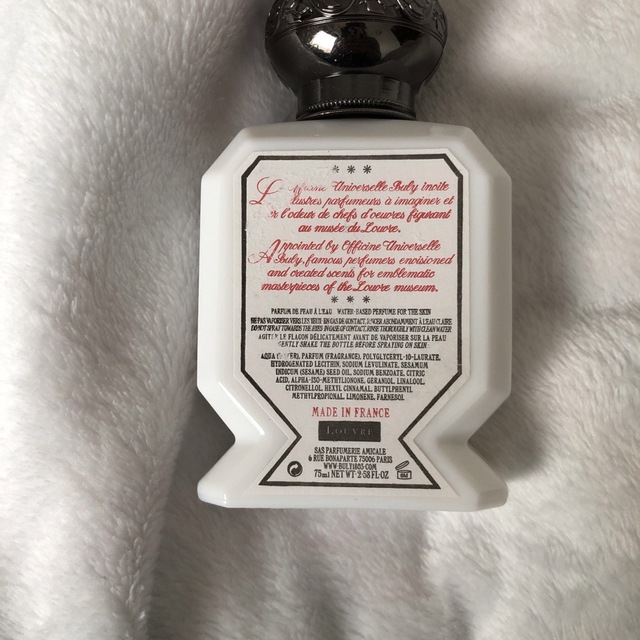 * * *
Universelle Buly invite
lustres parfumeurs à imaginer et
l'odeur de chefs d'oeuvres figurant
au musée du Louvre.
Appointed by Officine Universelle
Buly, famous perfumers envisioned
and created scents for emblematic
masterpieces of the Louvre museum.
* * *
PARFUM DE PEAU À L'EAU WATER-BASED PERFUME FOR THE SKIN
NE PAS VAPORISER VERS LES YEUX EN CAS DE CONTACT, RINCER ABONDAMMENT À L'EAU CLAIRE
DO NOT SPRAY TOWARDS THE EYES IN CASE OF CONTACT, RINSE THOROUGHLY WITH CLEAN WATER
AGITER LE FLACON DÉLICATEMENT AVANT DE VAPORISER SUR LA PEAU
GENTLY SHAKE THE BOTTLE BEFORE SPRAYING ON SKIN
AQUA PARFUM (FRAGRANCE), POLYGLYCERYL-10-LAURATE,
HYDROGENATED LECITHIN, SODIUM LEVULINATE, SESAMUM
INDICUM (SESAME) SEED OIL, SODIUM BENZOATE, CITRIC
ACID, ALPHA-ISO-METHYLIONONE, GERANIOL, LINALOOL,
CITRONELLOL, HEXYL CINNAMAL, BUTYLPHENYL
METHYLPROPIONAL, LIMONENE, FARNESOL
MADE IN FRANCE
LOUVRE
SAS PARFUMERIE AMICALE
6 RUE BONAPARTE 75006 PARIS
WWW.BULY1803.COM
75ml NET WT 2.58 FL.OZ